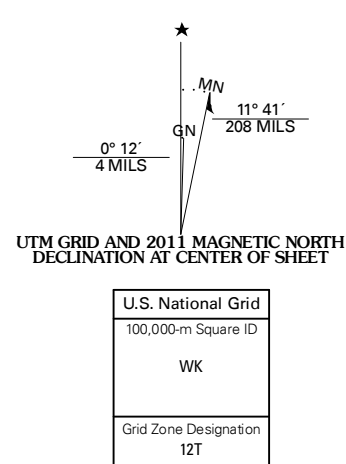 MN
11° 41´
208 MILS
GN
0° 12´
4 MILS
UTM GRID AND 2011 MAGNETIC NORTH
DECLINATION AT CENTER OF SHEET
U.S. National Grid
100,000-m Square ID
WK
Grid Zone Designation
12T